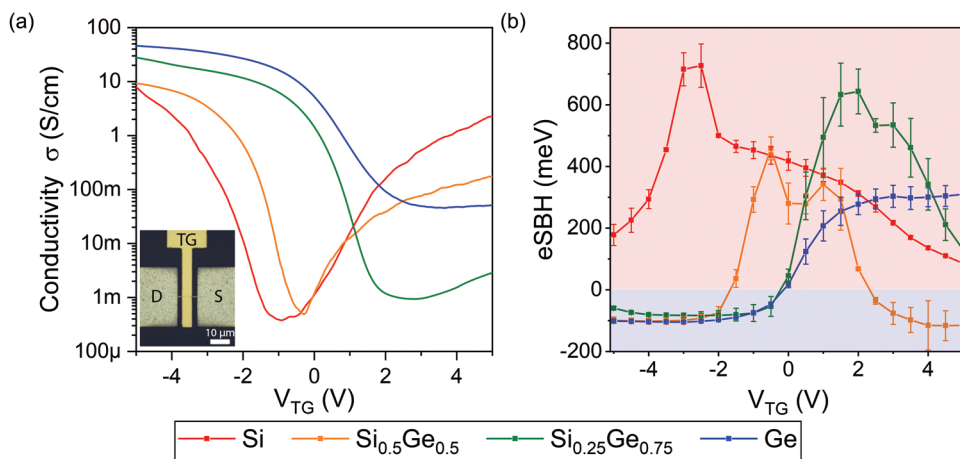 (a)
100
10
1
100m
10m
1m
100µ
Conductivity σ (S/cm)
-4
-2
0
2
4
V_TG (V)
TG
D
S
10 µm
(b)
800
600
400
200
0
-200
eSBH (meV)
-4
-2
0
2
4
V_TG (V)
Si
Si_0.5Ge_0.5
Si_0.25Ge_0.75
Ge